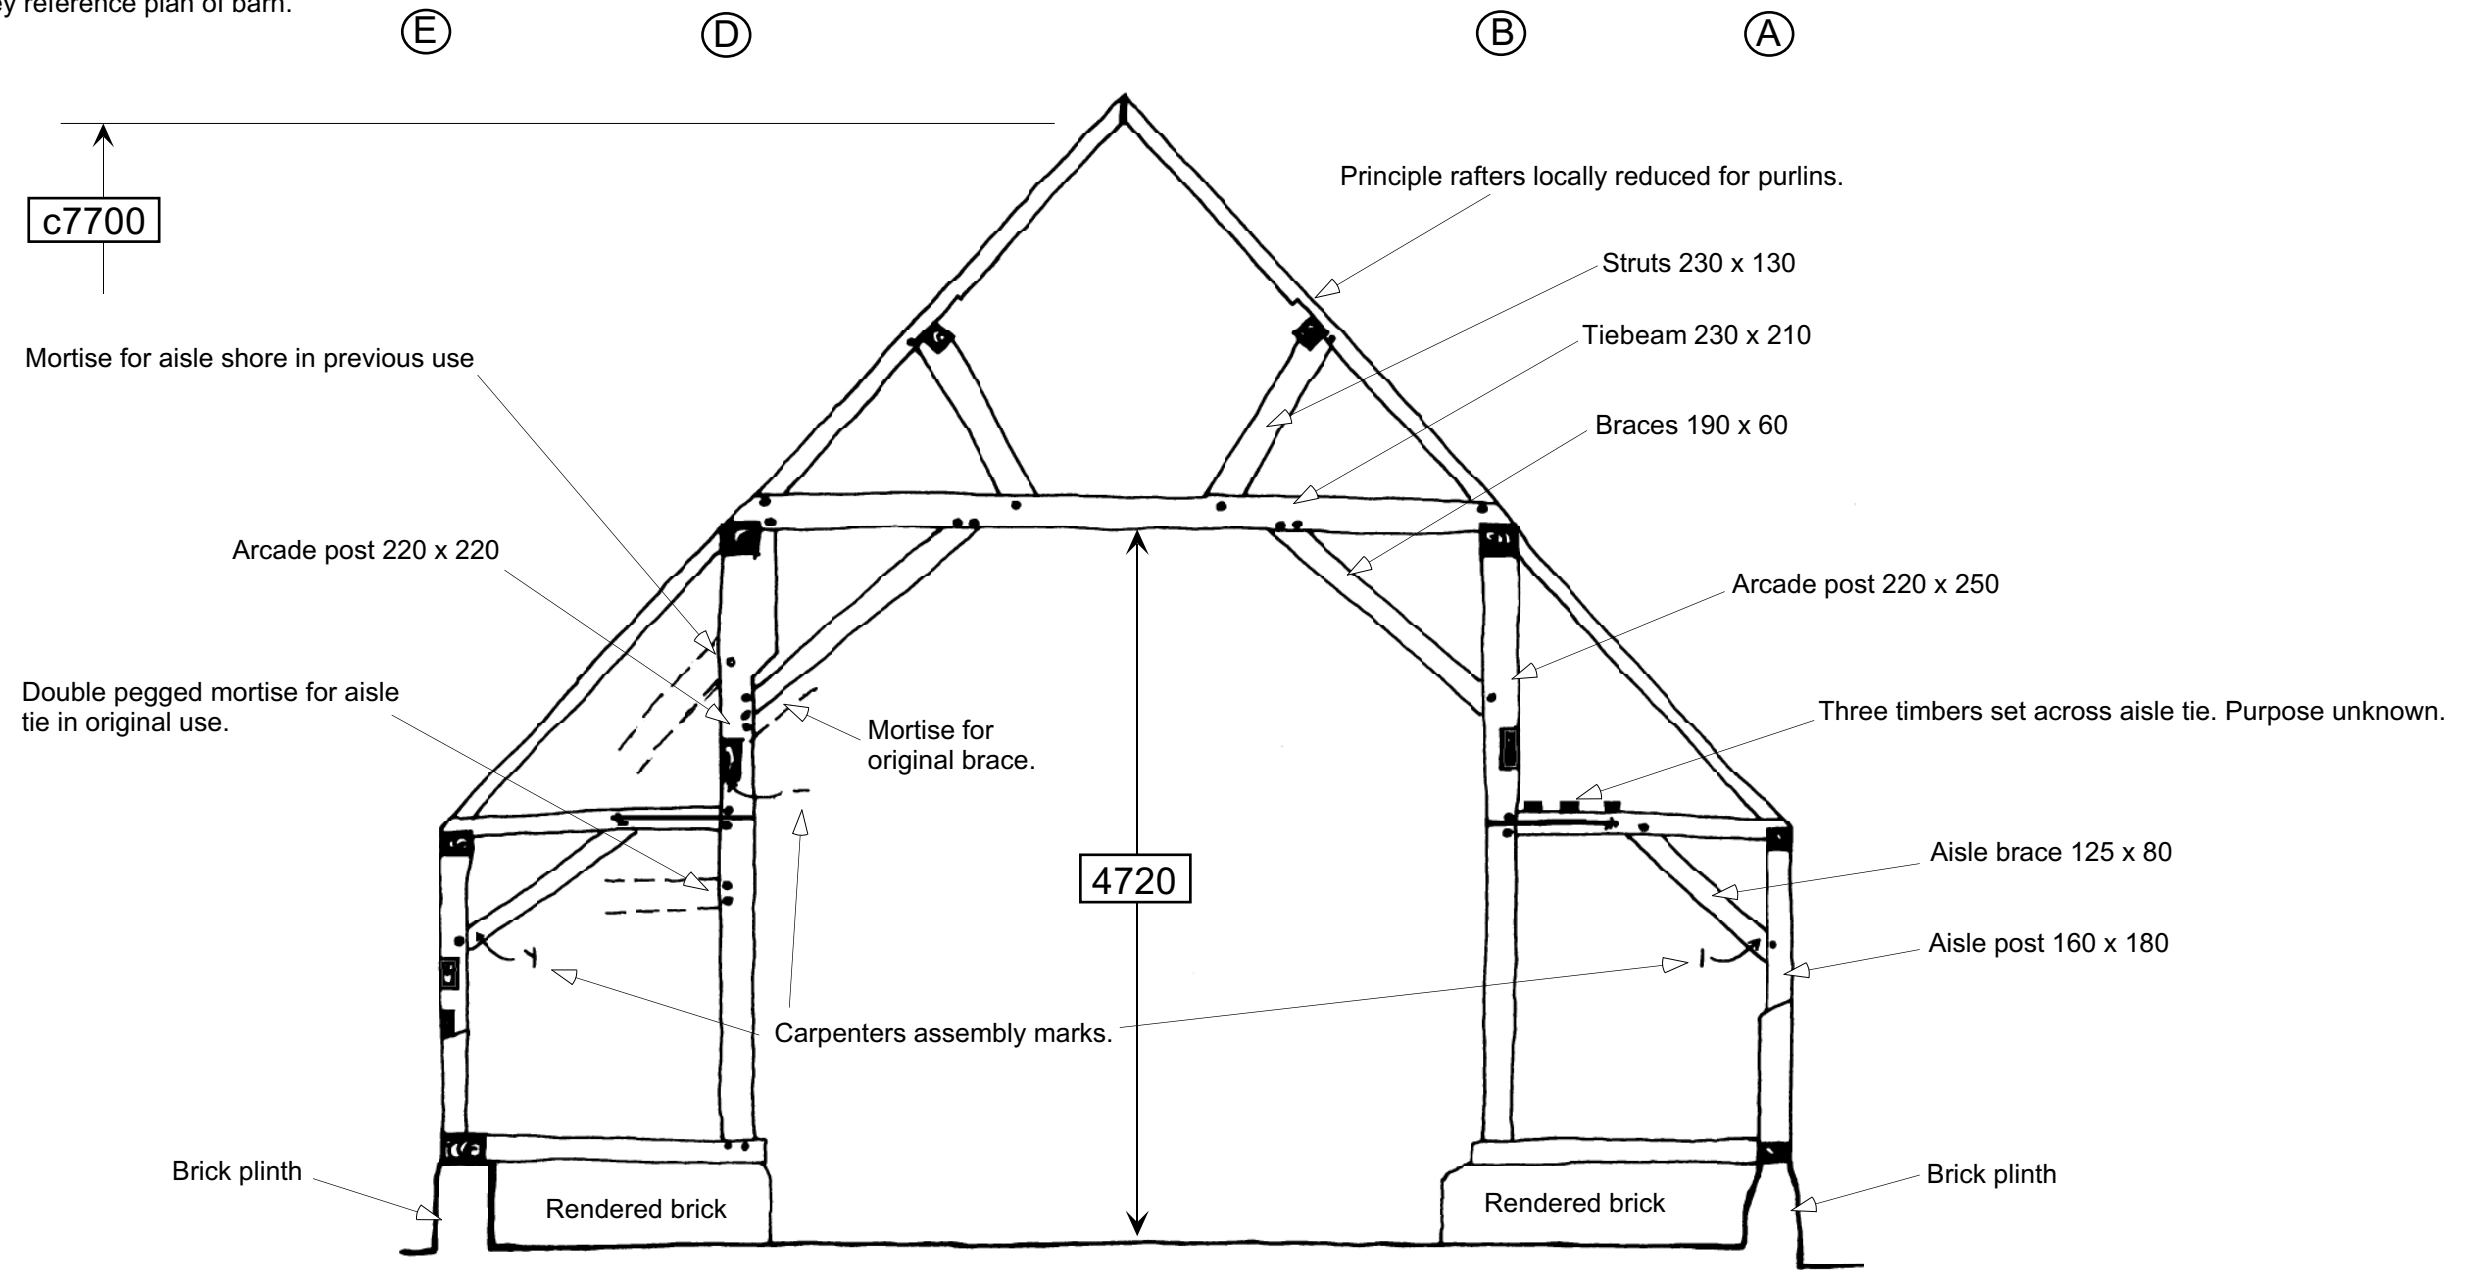 reference plan of barn.
E D B A
c7700
Principle rafters locally reduced for purlins.
Struts 230 x 130
Tiebeam 230 x 210
Mortise for aisle shore in previous use
Braces 190 x 60
Arcade post 220 x 220
Arcade post 220 x 250
Double pegged mortise for aisle
tie in original use.
Mortise for
original brace.
Three timbers set across aisle tie. Purpose unknown.
4720
Aisle brace 125 x 80
Aisle post 160 x 180
Carpenters assembly marks.
Brick plinth
Rendered brick
Rendered brick
Brick plinth